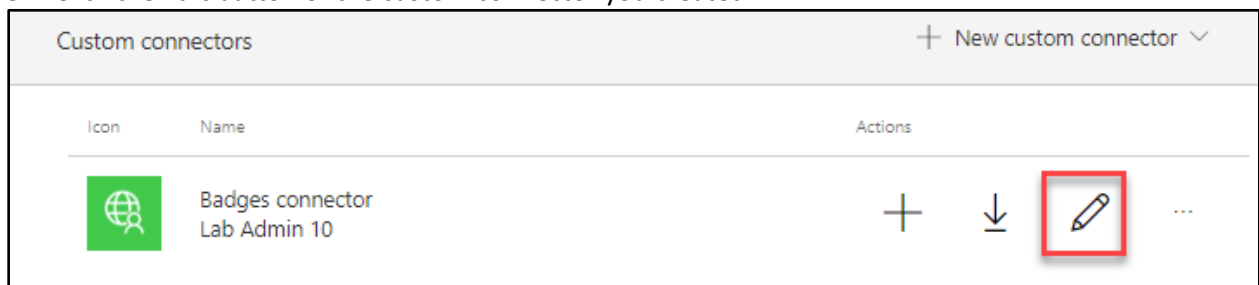 Custom connectors
New custom connector
Icon Name Actions
Badges connector
Lab Admin 10